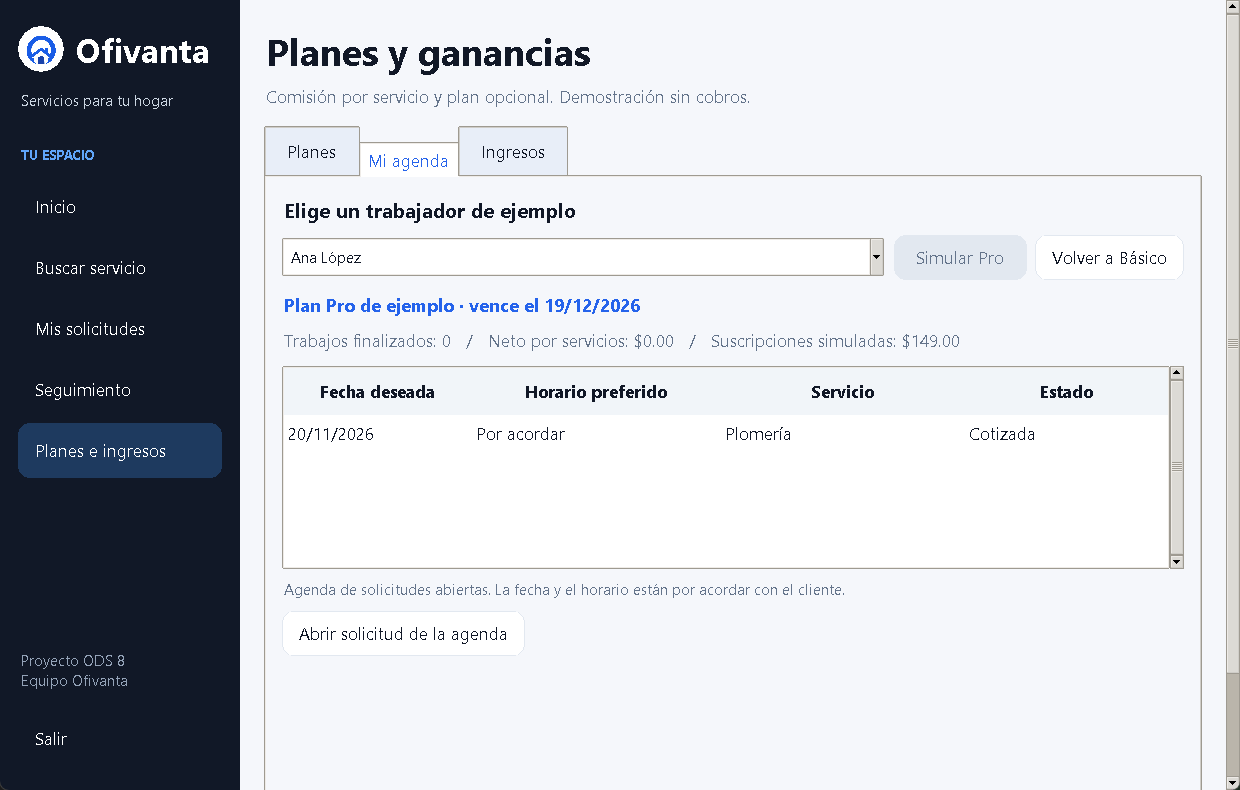 Ofivanta
Servicios para tu hogar
TU ESPACIO
Inicio
Buscar servicio
Mis solicitudes
Seguimiento
Planes e ingresos
Proyecto ODS 8
Equipo Ofivanta
Salir
Planes y ganancias
Comisión por servicio y plan opcional. Demostración sin cobros.
Planes Mi agenda Ingresos
Elige un trabajador de ejemplo
Ana López Simular Pro Volver a Básico
Plan Pro de ejemplo · vence el 19/12/2026
Trabajos finalizados: 0 / Neto por servicios: $0.00 / Suscripciones simuladas: $149.00
Fecha deseada Horario preferido Servicio Estado
20/11/2026 Por acordar Plomería Cotizada
Agenda de solicitudes abiertas. La fecha y el horario están por acordar con el cliente.
Abrir solicitud de la agenda